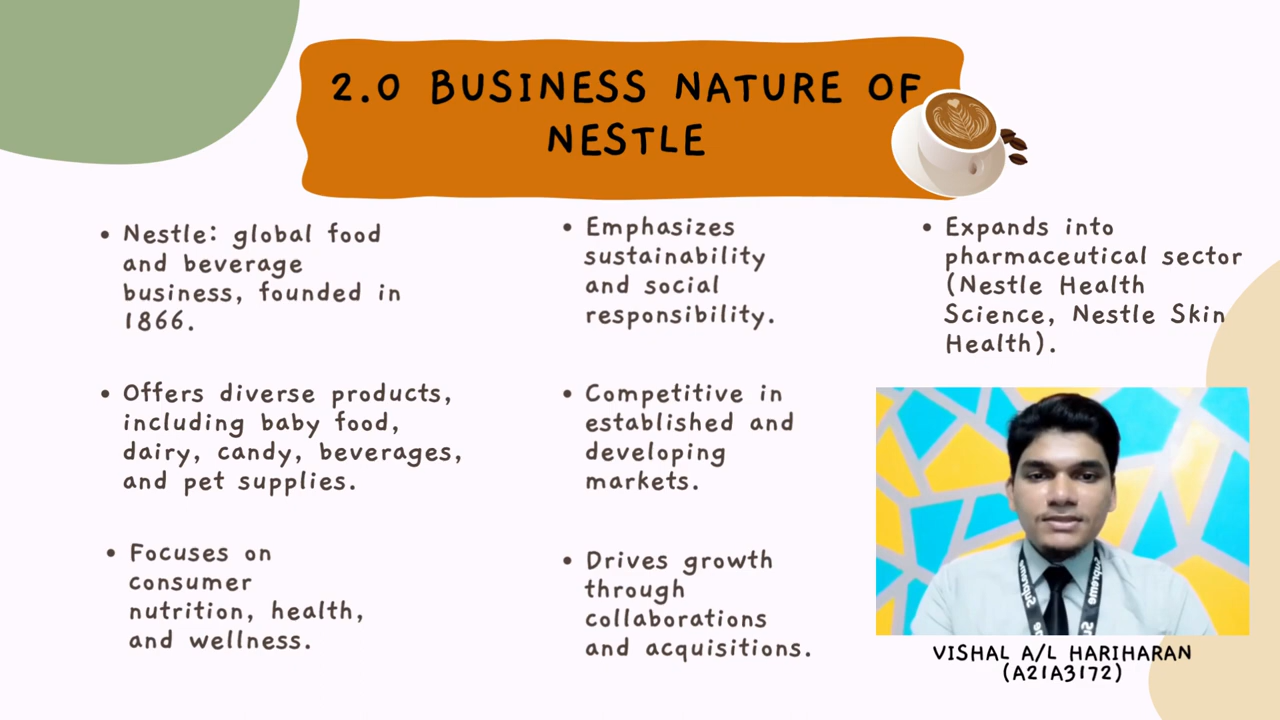 2.0 BUSINESS NATURE OF
NESTLE
• Nestle: global food
and beverage
business, founded in
1866.
• Offers diverse products,
including baby food,
dairy, candy, beverages,
and pet supplies.
• Focuses on
consumer
nutrition, health,
and wellness.
• Emphasizes
sustainability
and social
responsibility.
• Competitive in
established and
developing
markets.
• Drives growth
through
collaborations
and acquisitions.
• Expands into
pharmaceutical sector
(Nestle Health
Science, Nestle Skin
Health).
Supreme
Supreme
Su
VISHAL A/L HARIHARAN
(A21A3172)